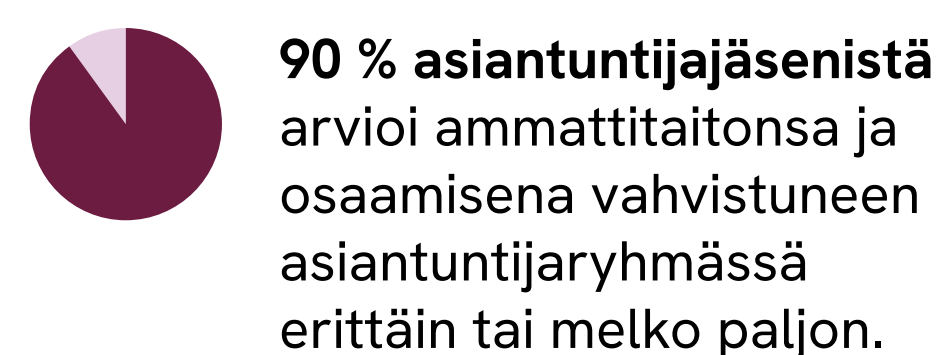 90 % asiantuntijajäsenistä
arvioi ammattitaitonsa ja
osaamisena vahvistuneen
asiantuntijaryhmässä
erittäin tai melko paljon.